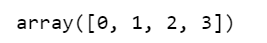 array([0, 1, 2, 3])